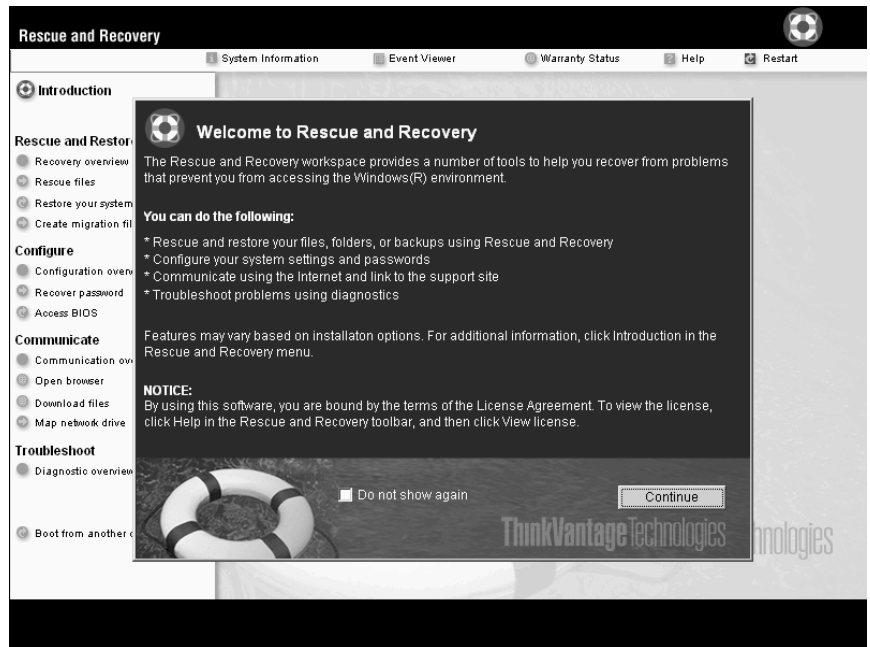 Rescue and Recovery
System Information Event Viewer Warranty Status Help Restart
Introduction
Rescue and Restor
Recovery overview
Rescue files
Restore your system
Create migration fil
Configure
Configuration overv
Recover password
Access BIOS
Communicate
Communication ov
Open browser
Download files
Map network drive
Troubleshoot
Diagnostic overview
Boot from another
Welcome to Rescue and Recovery
The Rescue and Recovery workspace provides a number of tools to help you recover from problems
that prevent you from accessing the Windows(R) environment.
You can do the following:
* Rescue and restore your files, folders, or backups using Rescue and Recovery
* Configure your system settings and passwords
* Communicate using the Internet and link to the support site
* Troubleshoot problems using diagnostics
Features may vary based on installaton options. For additional information, click Introduction in the
Rescue and Recovery menu.
NOTICE:
By using this software, you are bound by the terms of the License Agreement. To view the license,
click Help in the Rescue and Recovery toolbar, and then click View license.
Do not show again
Continue
ThinkVantage Technologies
hnologies